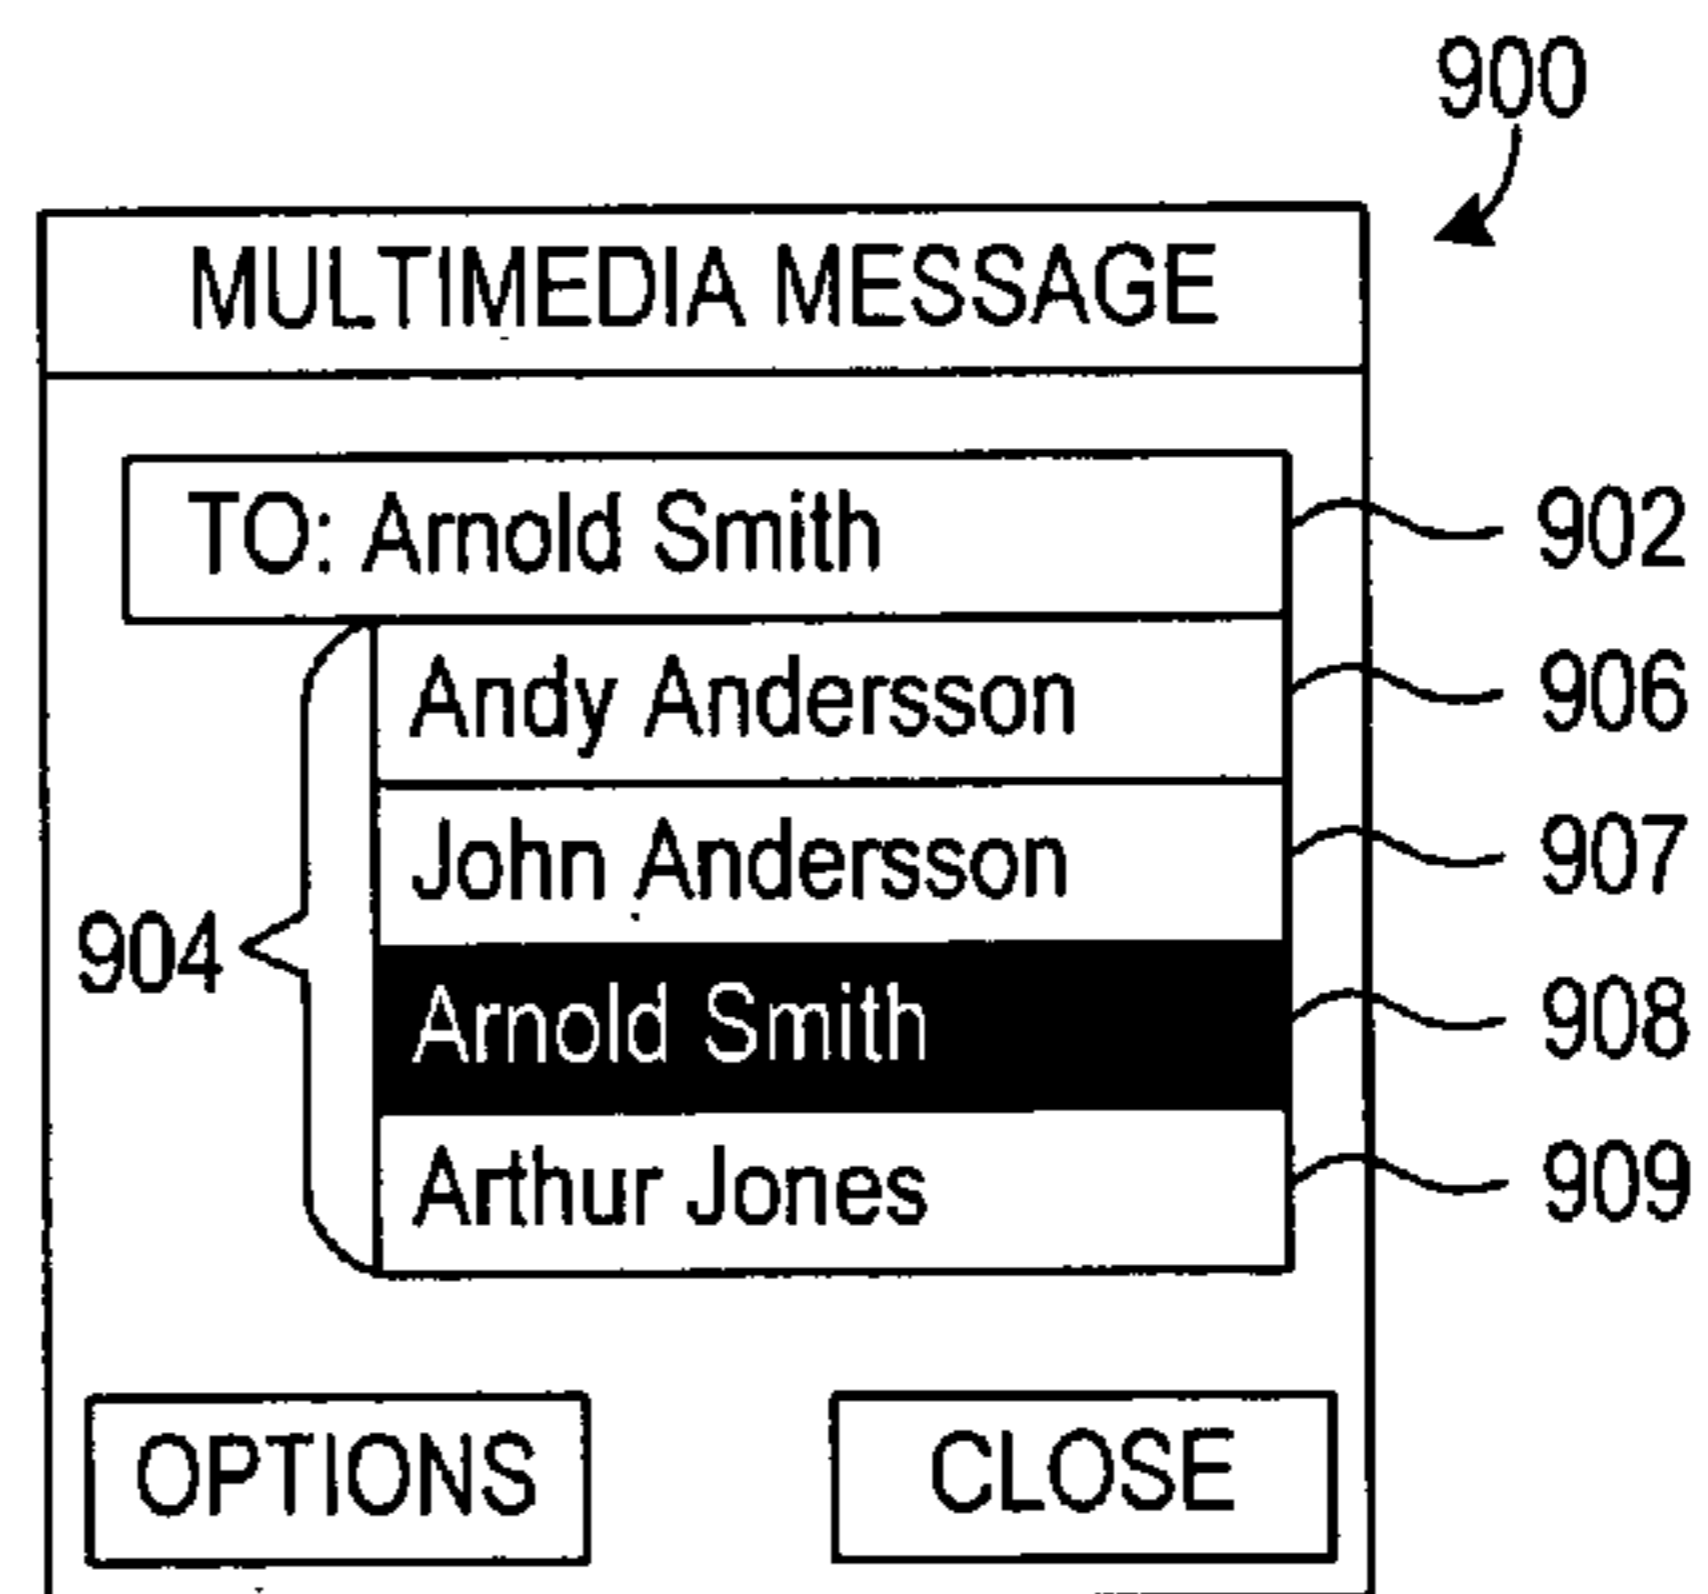 900
MULTIMEDIA MESSAGE
TO: Arnold Smith 902
Andy Andersson 906
John Andersson 907
904
Arnold Smith 908
Arthur Jones 909
OPTIONS CLOSE